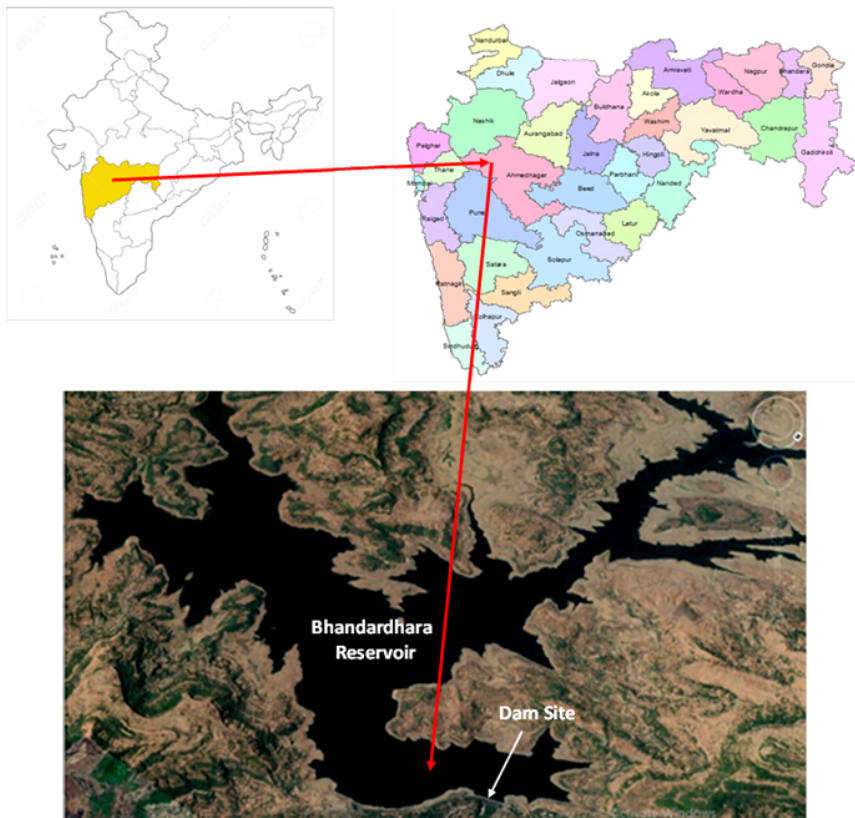 Nandurbar
Dhule
Jalgaon
Amravati
Nagpur
Bhandara
Gondia
Akola
Wardha
Buldhana
Nashik
Washim
Yavatmal
Chandrapur
Aurangabad
Gadchiroli
Palghar
Jalna
Hingoli
Thane
Ahmednagar
Parbhani
Mumbai
Beed
Nanded
Raigad
Pune
Latur
Osmanabad
Satara
Solapur
Ratnagiri
Sangli
Kolhapur
Sindhudurg
Bhandardhara
Reservoir
Dam Site